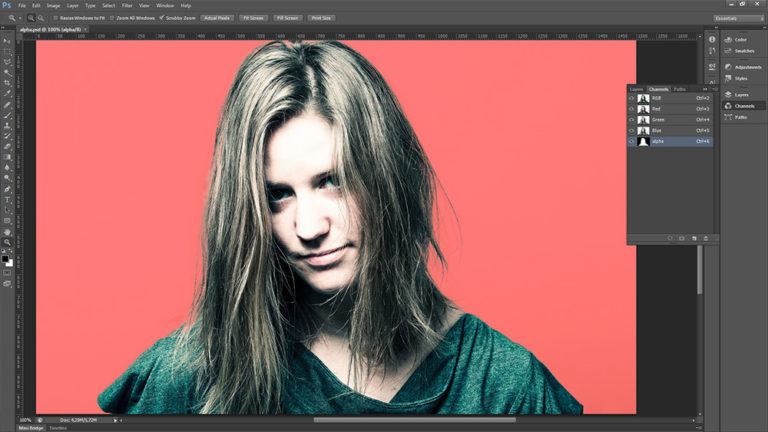 Ps File Edit Image Layer Type Select Filter View Window Help
Resize Windows to Fit Zoom All Windows Scrubby Zoom Actual Pixels Fit Screen Fill Screen Print Size Essentials
alpha.psd @ 100% (alpha/8) ×
Color
Swatches
Adjustments
Styles
Layers
Channels
Paths
Layers Channels Paths
RGB Ctrl+2
Red Ctrl+3
Green Ctrl+4
Blue Ctrl+5
alpha Ctrl+6
100% Doc: 4,29M/5,72M
Mini Bridge Timeline